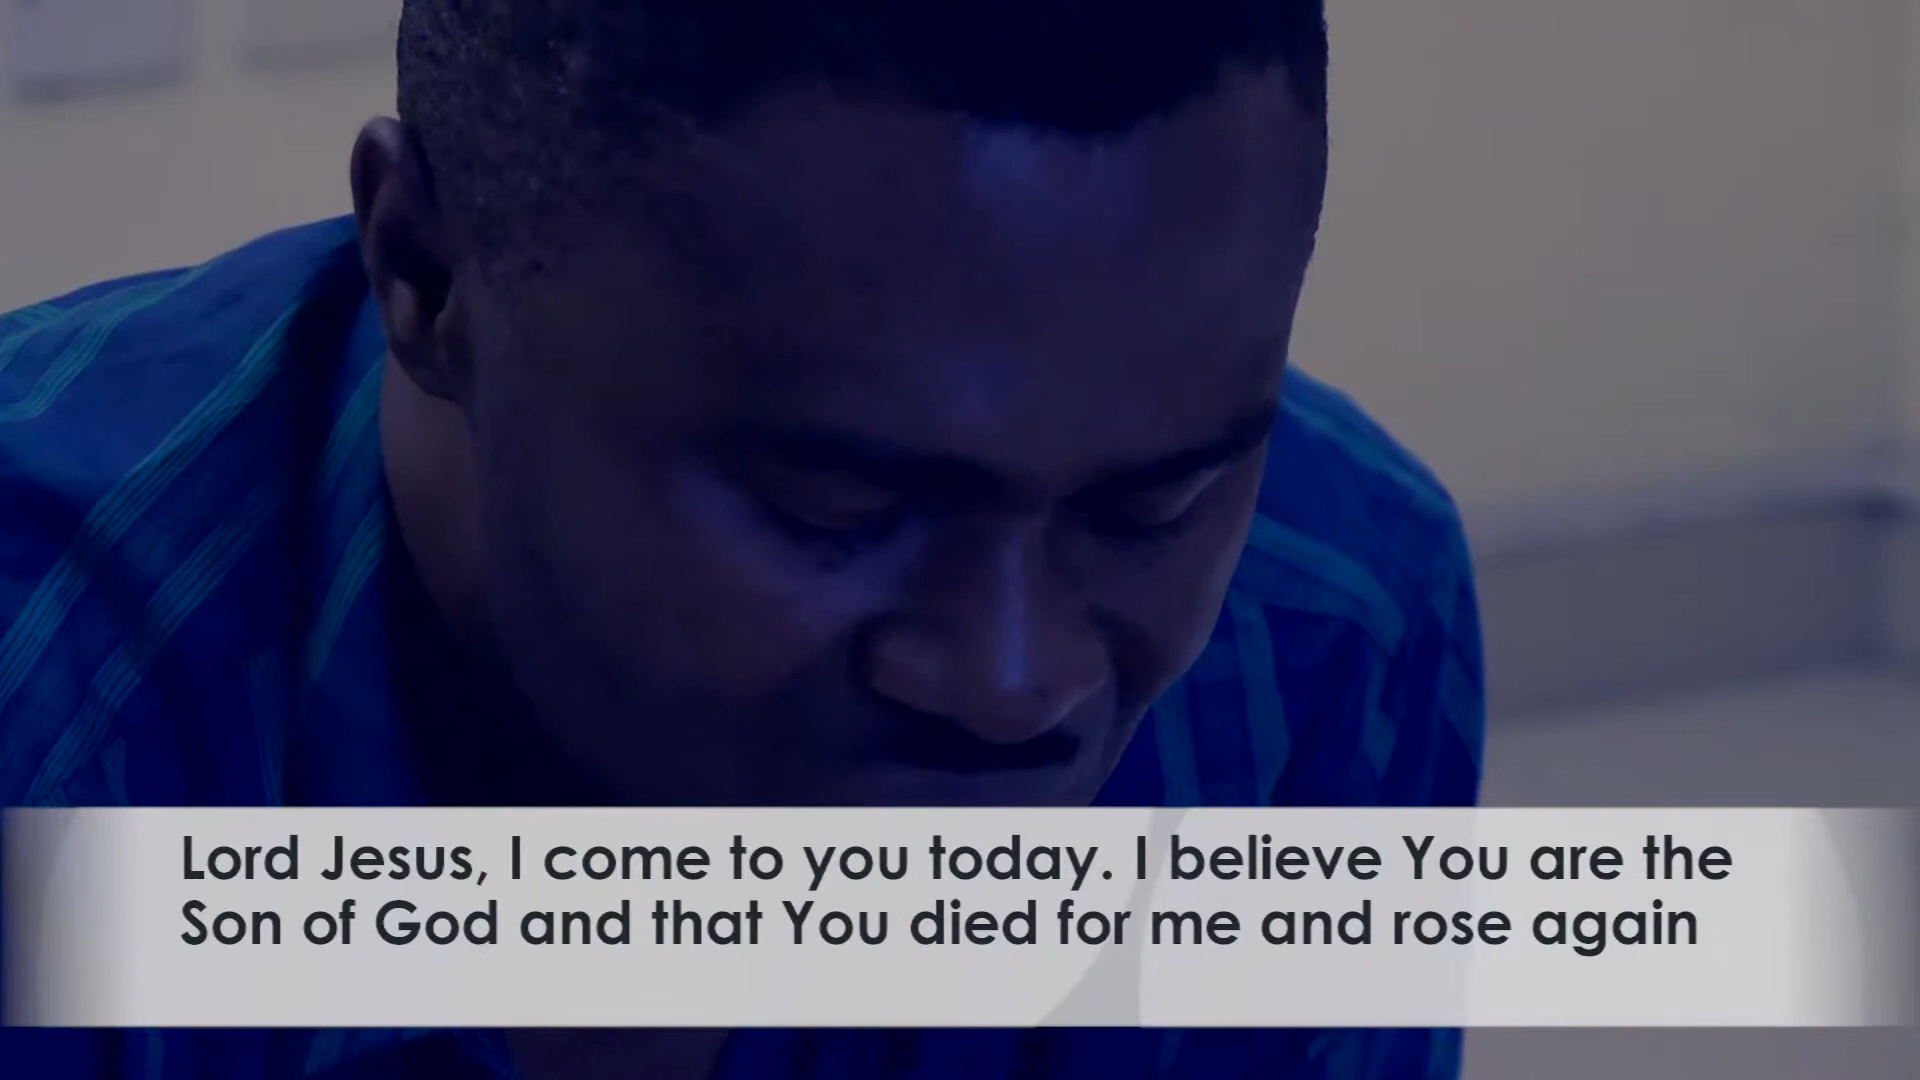 Lord Jesus, I come to you today. I believe You are the
Son of God and that You died for me and rose again